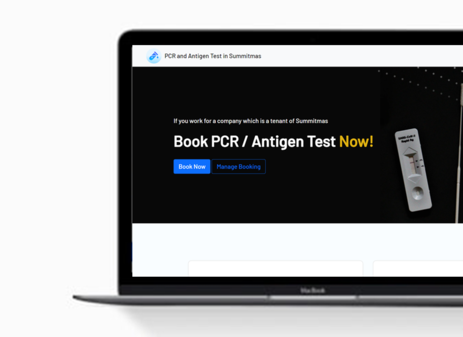 PCR and Antigen Test in Summitmas
If you work for a company which is a tenant of Summitmas
Book PCR / Antigen Test Now!
Book Now
Manage Booking
MacBook